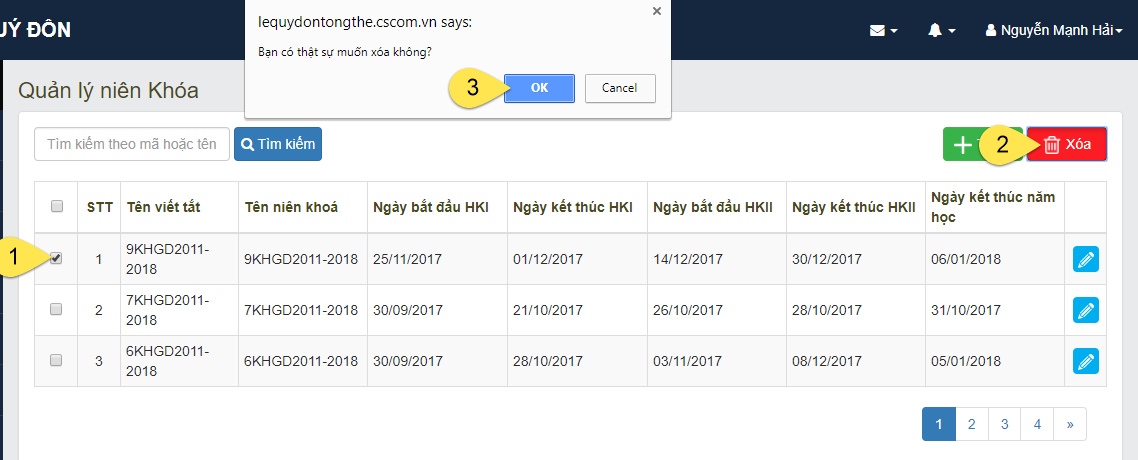 UÝ ĐÔN
Nguyễn Mạnh Hải
lequydontongthe.cscom.vn says:
Bạn có thật sự muốn xóa không?
3
OK
Cancel
Quản lý niên Khóa
Tìm kiếm theo mã hoặc tên
Tìm kiếm
2
Xóa
STT
Tên viết tắt
Tên niên khoá
Ngày bắt đầu HKI
Ngày kết thúc HKI
Ngày bắt đầu HKII
Ngày kết thúc HKII
Ngày kết thúc năm
học
1
1
9KHGD2011-
2018
9KHGD2011-2018
25/11/2017
01/12/2017
14/12/2017
30/12/2017
06/01/2018
2
7KHGD2011-
2018
7KHGD2011-2018
30/09/2017
21/10/2017
26/10/2017
28/10/2017
31/10/2017
3
6KHGD2011-
2018
6KHGD2011-2018
30/09/2017
28/10/2017
03/11/2017
08/12/2017
05/01/2018
1
2
3
4
»